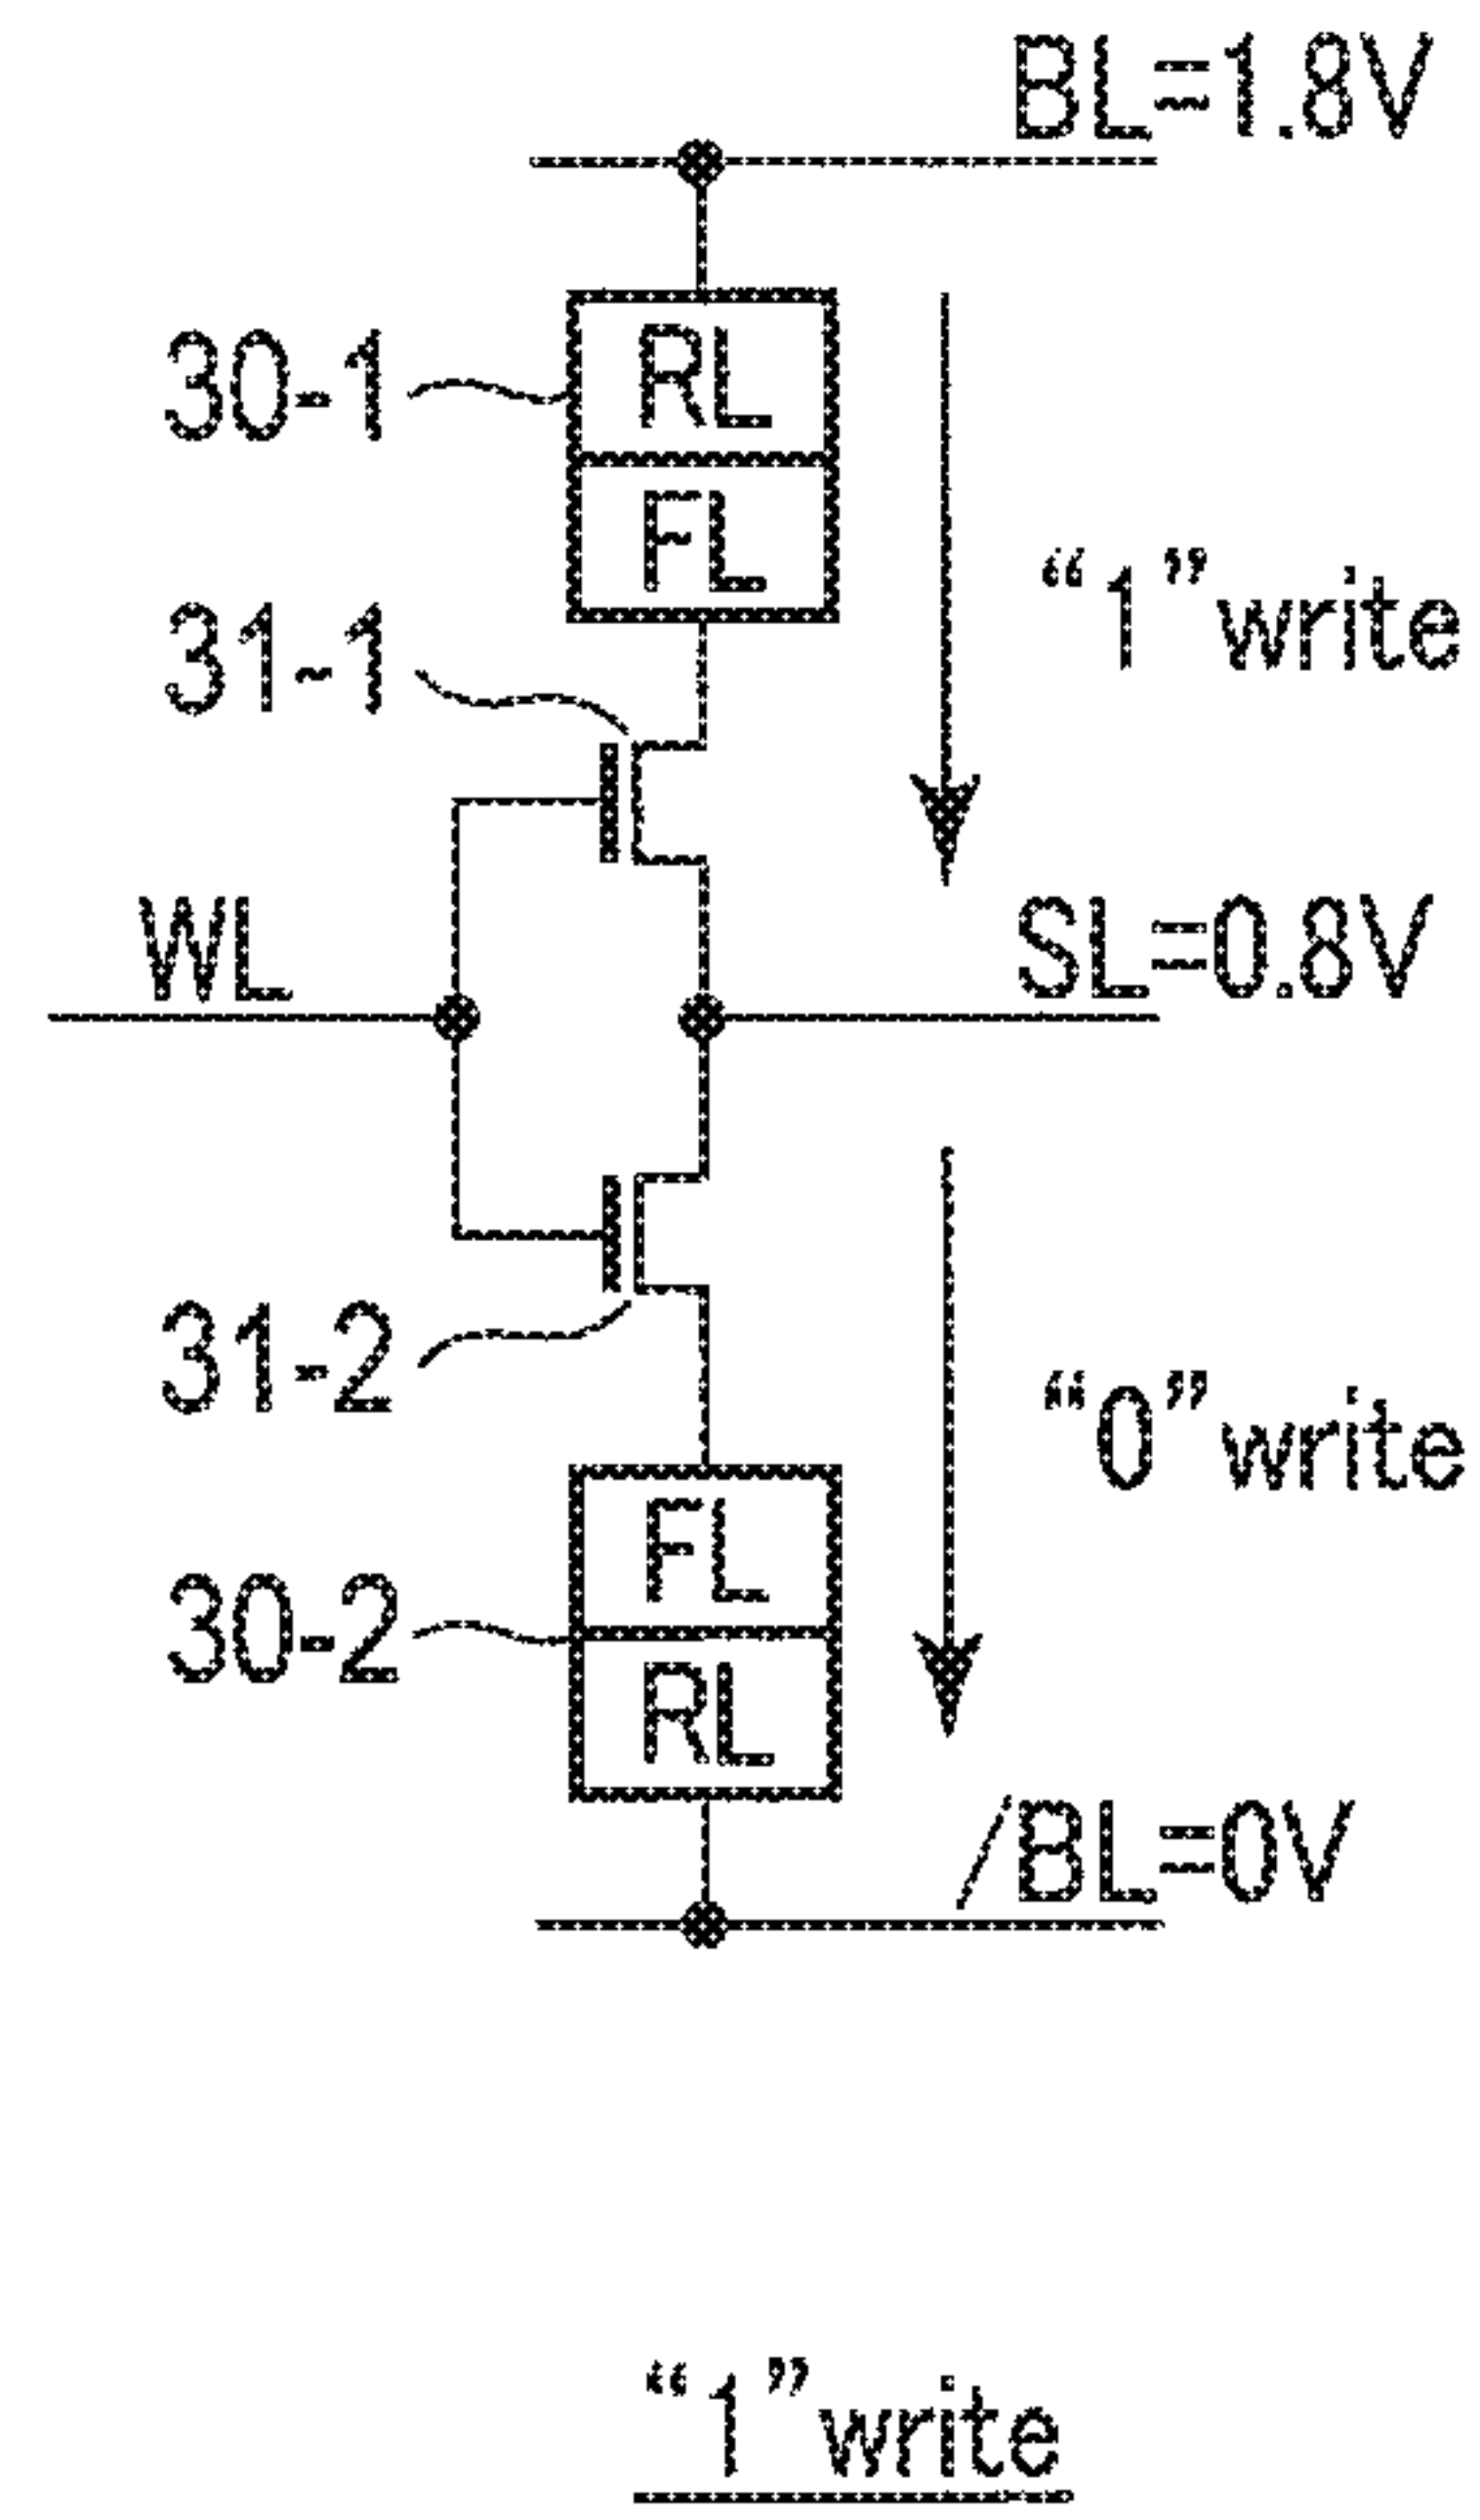 BL=1.8V
30-1
RL
FL
"1"write
31-1
WL
SL=0.8V
31-2
"0"write
FL
30-2
RL
/BL=0V
"1"write